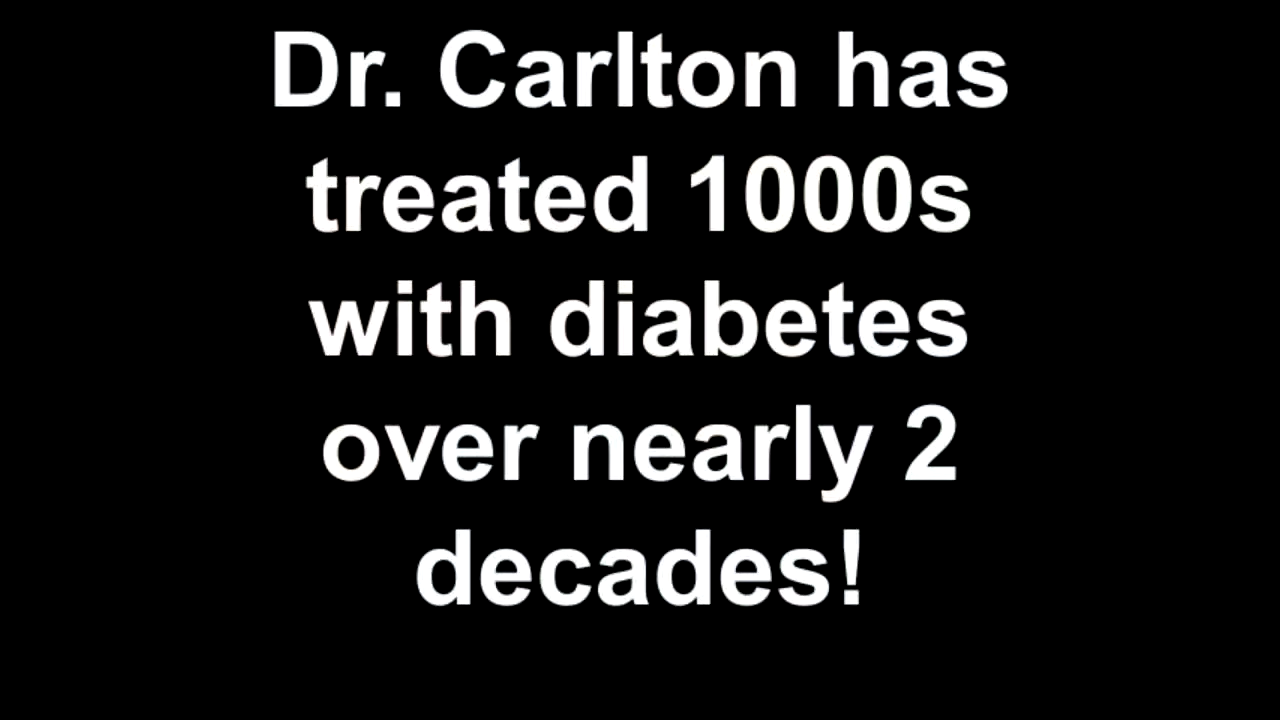 Dr. Carlton has
treated 1000s
with diabetes
over nearly 2
decades!